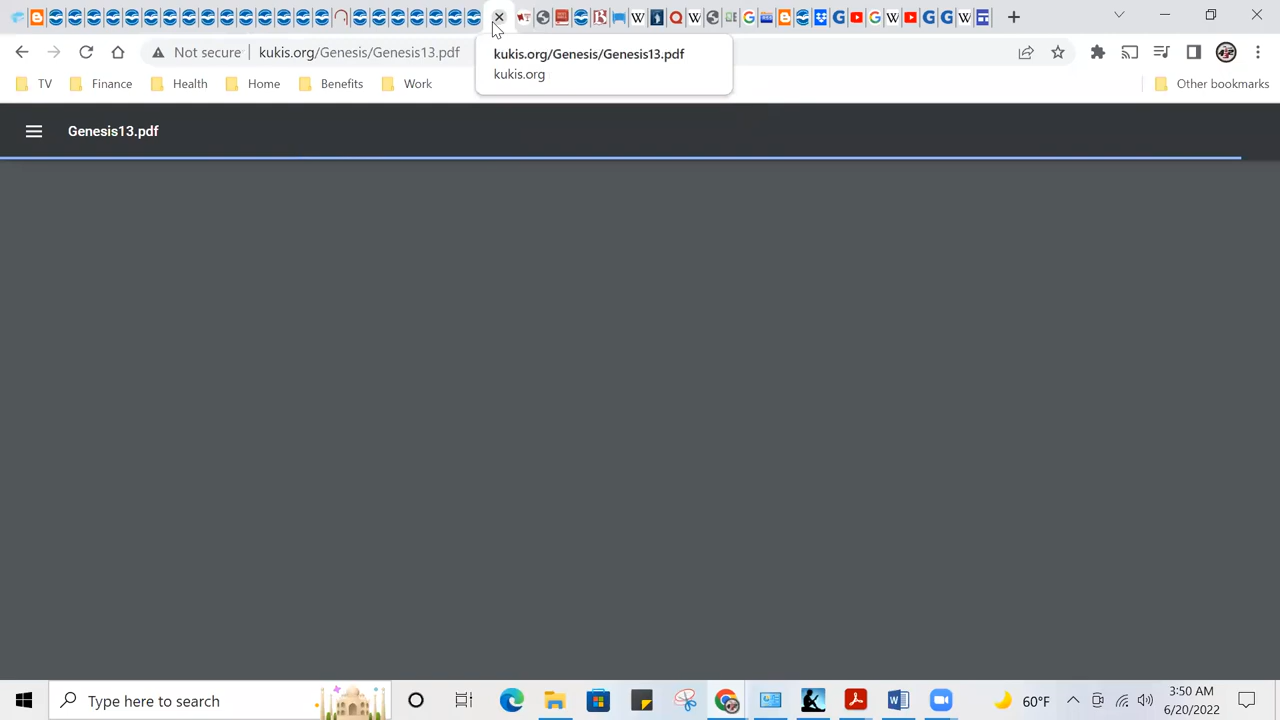 Not secure
kukis.org/Genesis/Genesis13.pdf
kukis.org/Genesis/Genesis13.pdf
kukis.org
TV
Finance
Health
Home
Benefits
Work
Other bookmarks
Genesis13.pdf
Type here to search
60°F
3:50 AM
6/20/2022